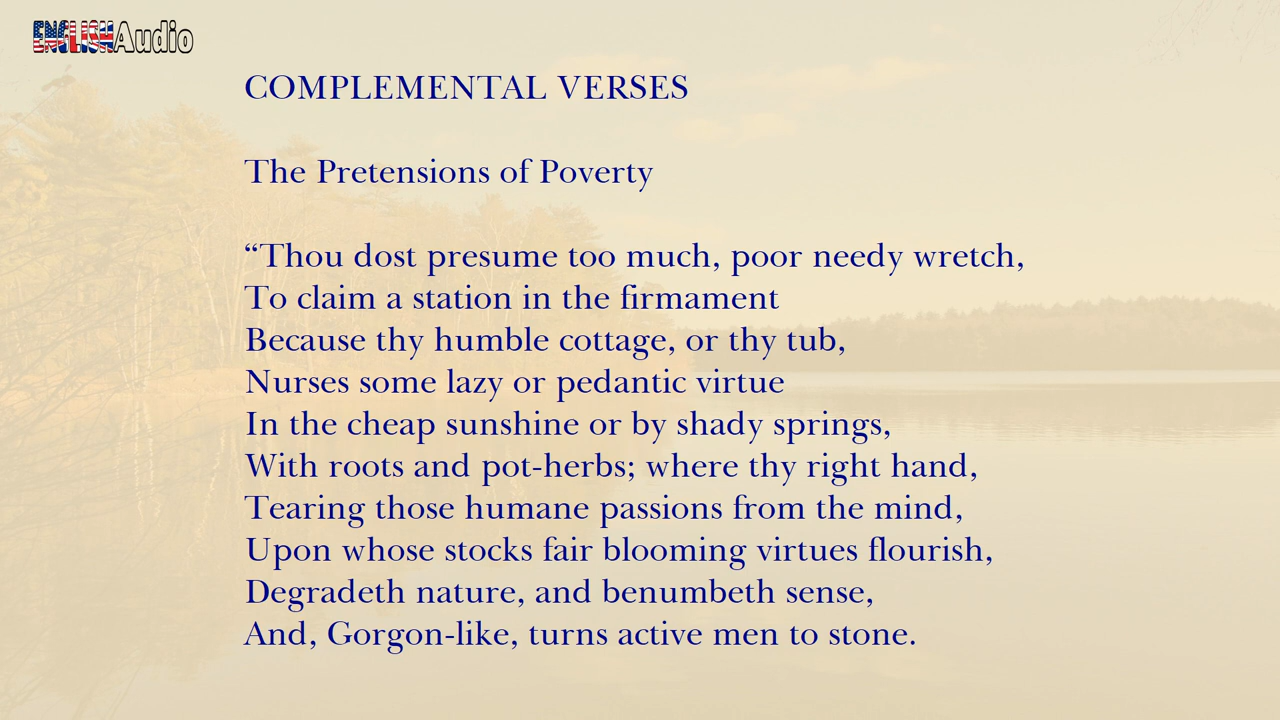 ENGLISHAudio
COMPLEMENTAL VERSES
The Pretensions of Poverty
“Thou dost presume too much, poor needy wretch,
To claim a station in the firmament
Because thy humble cottage, or thy tub,
Nurses some lazy or pedantic virtue
In the cheap sunshine or by shady springs,
With roots and pot-herbs; where thy right hand,
Tearing those humane passions from the mind,
Upon whose stocks fair blooming virtues flourish,
Degradeth nature, and benumbeth sense,
And, Gorgon-like, turns active men to stone.